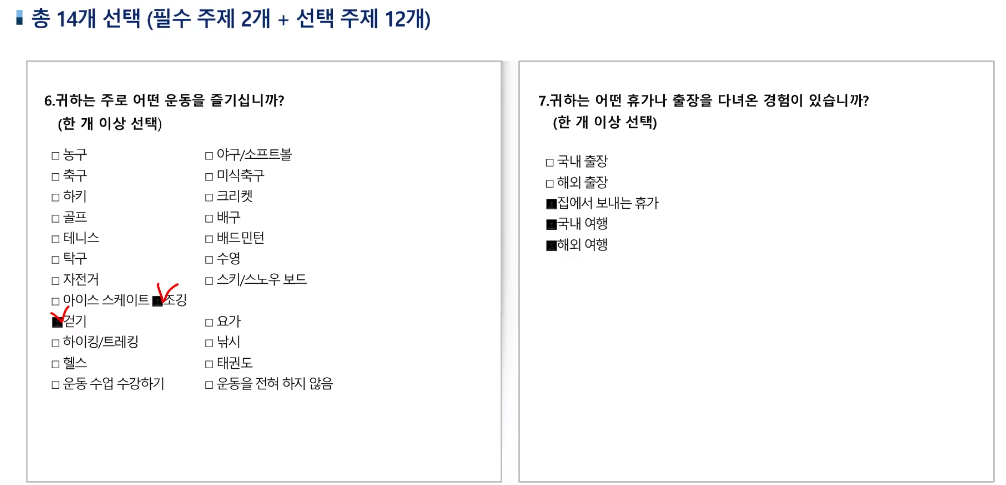 총 14개 선택 (필수 주제 2개 + 선택 주제 12개)
6.귀하는 주로 어떤 운동을 즐기십니까?
(한 개 이상 선택)
□ 농구 □ 야구/소프트볼
□ 축구 □ 미식축구
□ 하키 □ 크리켓
□ 골프 □ 배구
□ 테니스 □ 배드민턴
□ 탁구 □ 수영
□ 자전거 □ 스키/스노우 보드
□ 아이스 스케이트 ■조깅
■걷기 □ 요가
□ 하이킹/트레킹 □ 낚시
□ 헬스 □ 태권도
□ 운동 수업 수강하기 □ 운동을 전혀 하지 않음
7.귀하는 어떤 휴가나 출장을 다녀온 경험이 있습니까?
(한 개 이상 선택)
□ 국내 출장
□ 해외 출장
■집에서 보내는 휴가
■국내 여행
■해외 여행